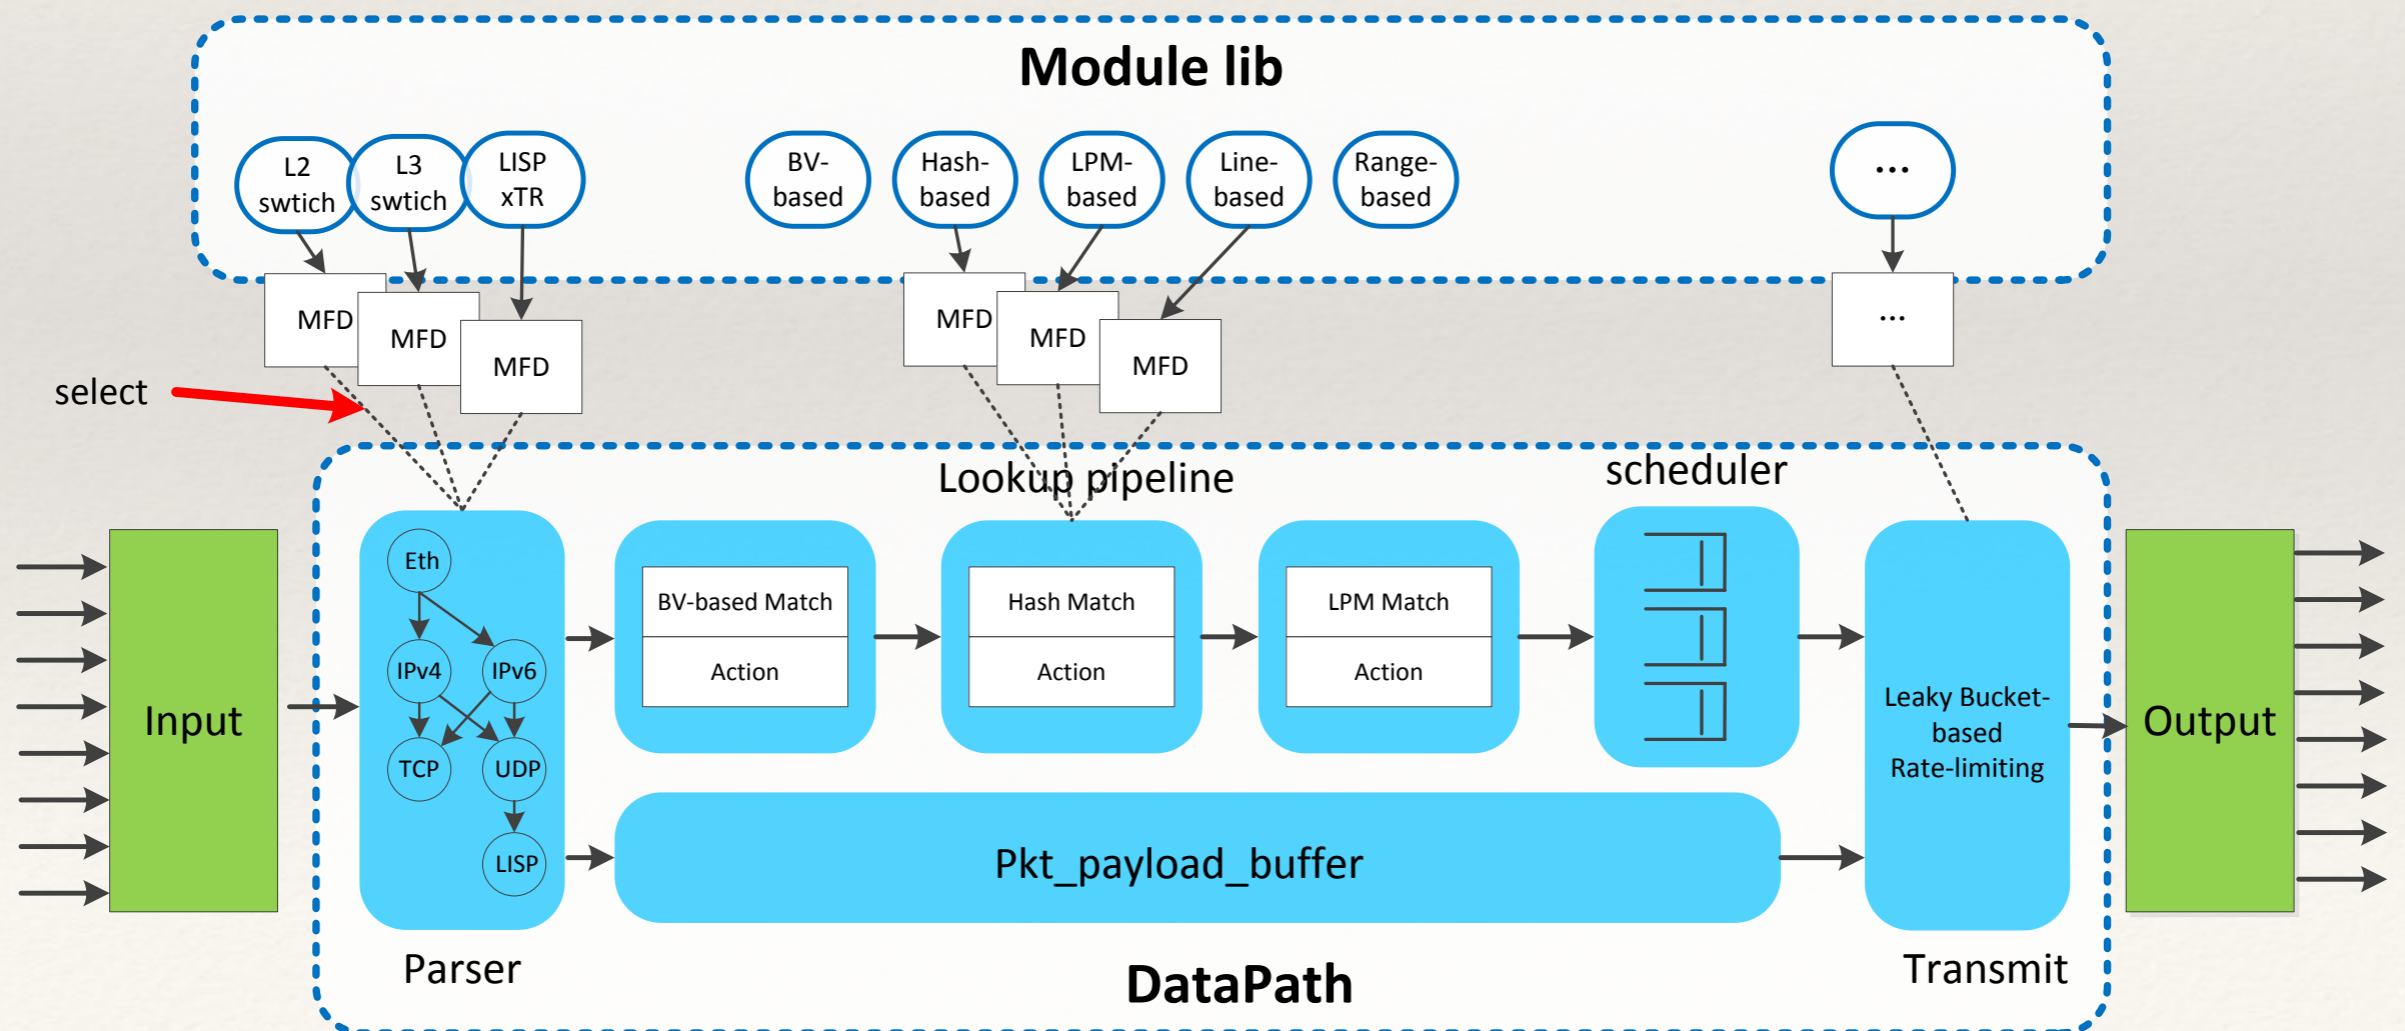 Module lib
L2
swtich
L3
swtich
LISP
xTR
BV-
based
Hash-
based
LPM-
based
Line-
based
Range-
based
...
MFD
MFD
MFD
MFD
MFD
MFD
...
select
Lookup pipeline
scheduler
Input
Eth
IPv4
IPv6
TCP
UDP
LISP
BV-based Match
Action
Hash Match
Action
LPM Match
Action
Leaky Bucket-
based
Rate-limiting
Output
Pkt_payload_buffer
Parser
DataPath
Transmit